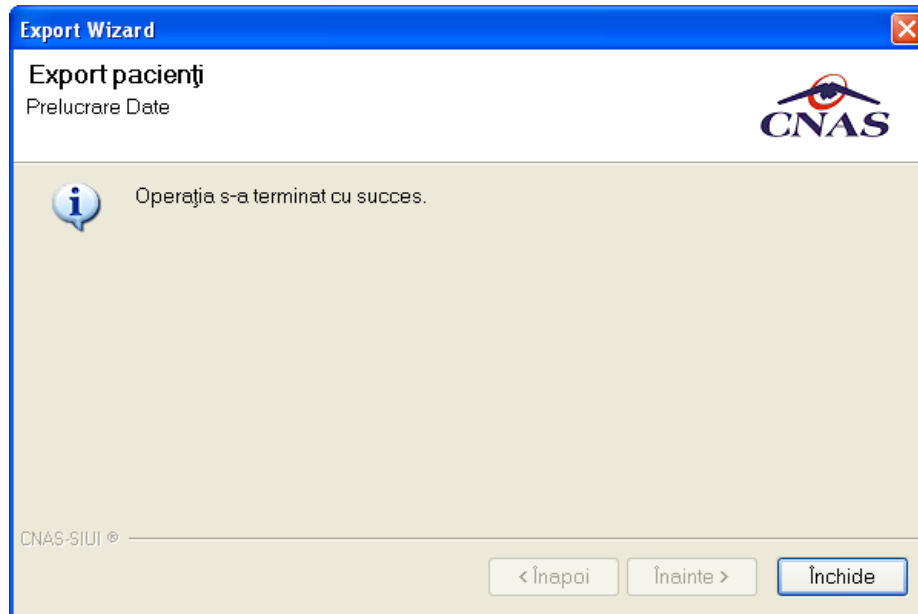 Export Wizard
Export pacienţi
Prelucrare Date
CNAS
Operaţia s-a terminat cu succes.
CNAS-SIUI ®
< Înapoi
Înainte >
Închide